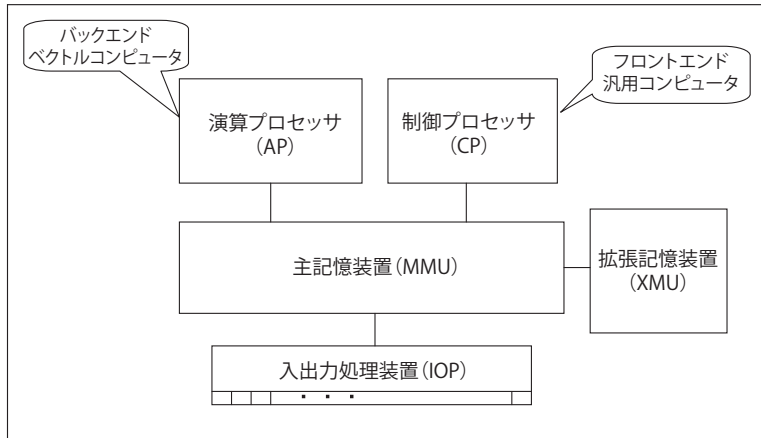 バックエンド
ベクトルコンピュータ
フロントエンド
汎用コンピュータ
演算プロセッサ
(AP)
制御プロセッサ
(CP)
主記憶装置(MMU)
拡張記憶装置
(XMU)
入出力処理装置(IOP)